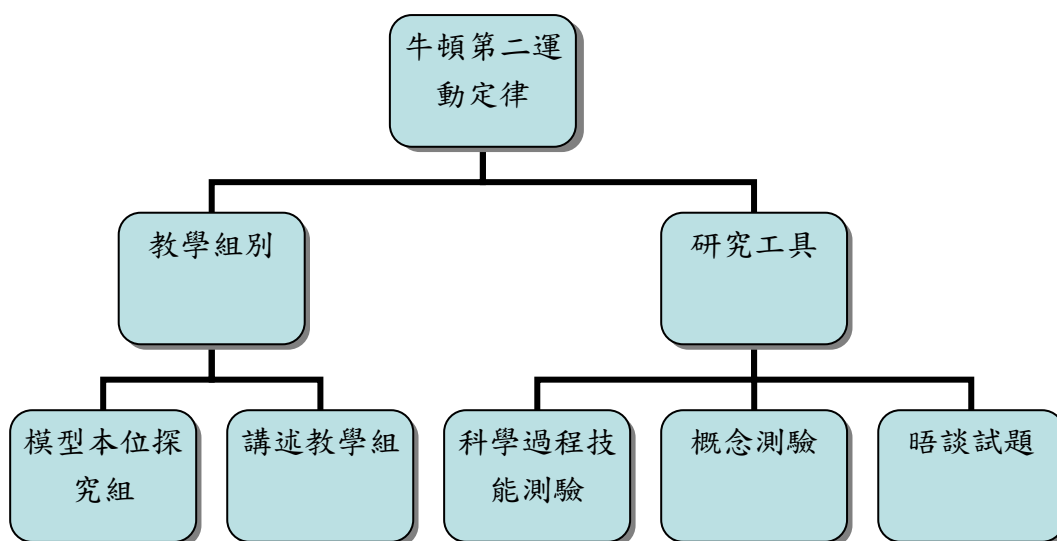 牛頓第二運
動定律
教學組別
研究工具
模型本位探
究組
講述教學組
科學過程技
能測驗
概念測驗
晤談試題